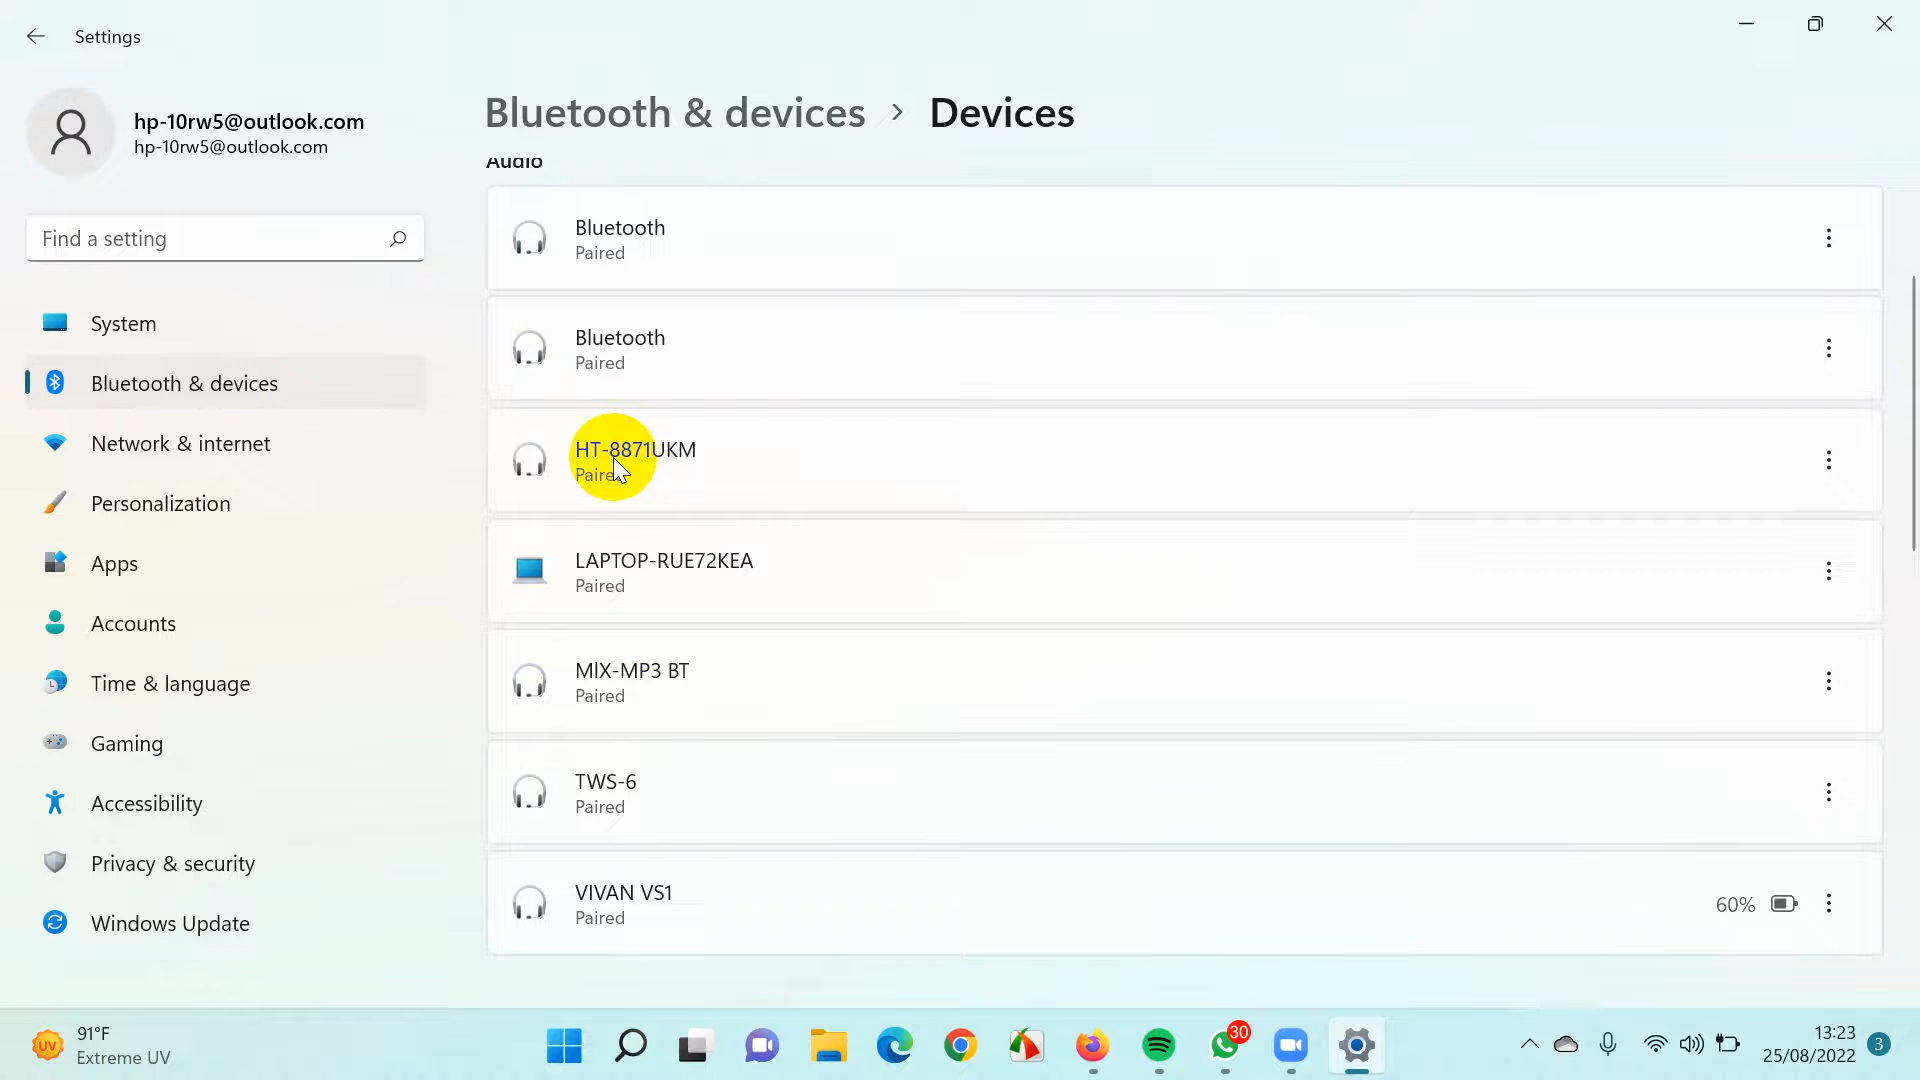 Settings
hp-10rw5@outlook.com
hp-10rw5@outlook.com
Find a setting
System
Bluetooth & devices
Network & internet
Personalization
Apps
Accounts
Time & language
Gaming
Accessibility
Privacy & security
Windows Update
Bluetooth & devices > Devices
Audio
Bluetooth
Paired
Bluetooth
Paired
HT-8871UKM
Paired
LAPTOP-RUE72KEA
Paired
MIX-MP3 BT
Paired
TWS-6
Paired
VIVAN VS1
Paired
60%
UV
91°F
Extreme UV
30
13:23
25/08/2022
3